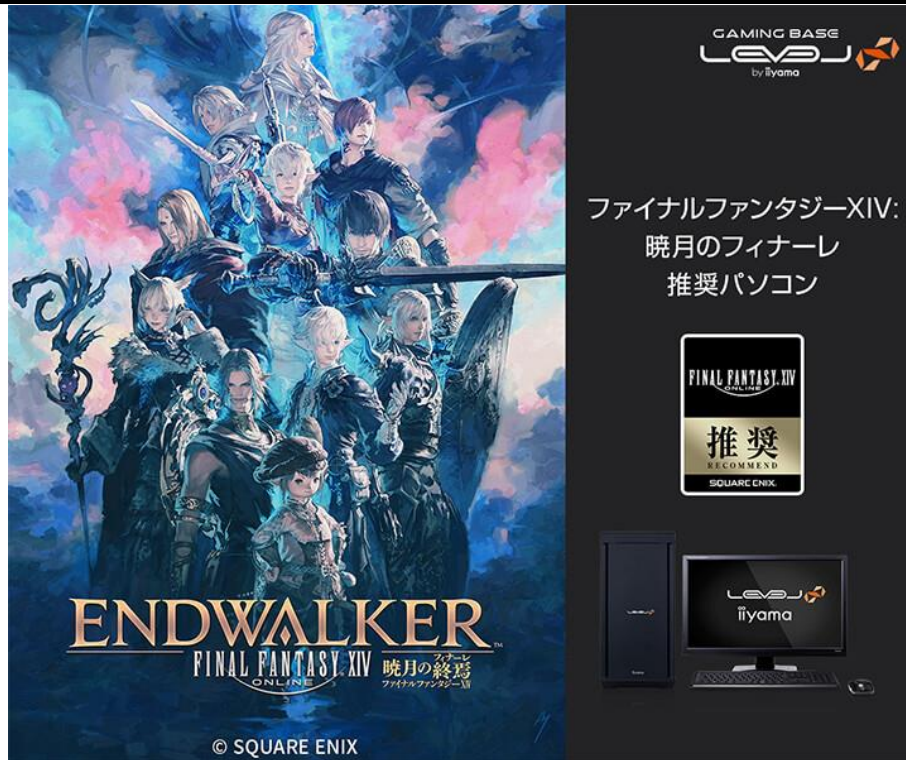 ENDWALKER™
FINAL FANTASY XIV
ONLINE
暁月の終焉
フィナーレ
ファイナルファンタジーXIV
© SQUARE ENIX
GAMING BASE
LEVEL∞
by iiyama
ファイナルファンタジーXIV:
暁月のフィナーレ
推奨パソコン
FINAL FANTASY. XIV
ONLINE
推奨
RECOMMEND
SQUARE ENIX.
LEVEL∞
LEVEL∞
iiyama